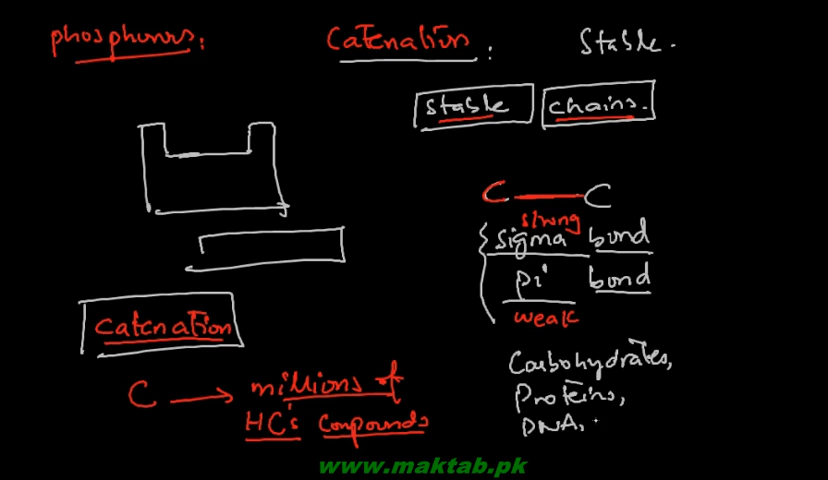 phosphorus:
Catenation: Stable.
stable chains.
C — C
strong
sigma bond
pi bond
weak
catenation
C → millions of
HC's compounds
Carbohydrates,
Proteins,
DNA,
www.maktab.pk